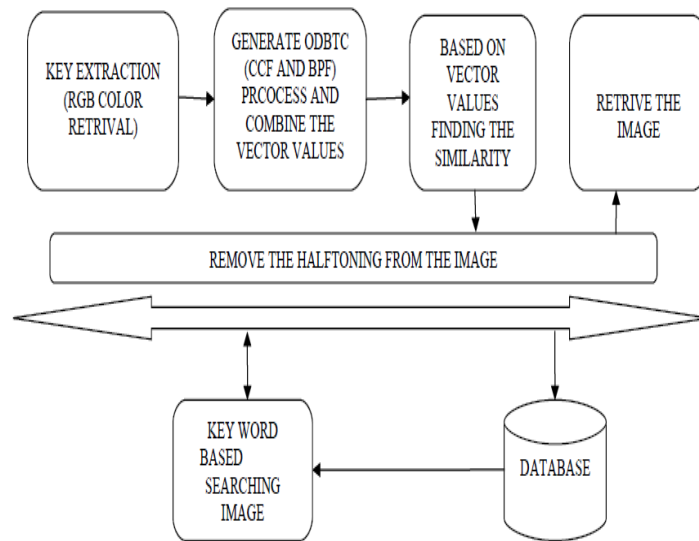 KEY EXTRACTION
(RGB COLOR
RETRIVAL)
GENERATE ODBTC
(CCF AND BPF)
PRCOCESS AND
COMBINE THE
VECTOR VALUES
BASED ON
VECTOR
VALUES
FINDING THE
SIMILARITY
RETRIVE THE
IMAGE
REMOVE THE HALFTONING FROM THE IMAGE
KEY WORD
BASED
SEARCHING
IMAGE
DATABASE